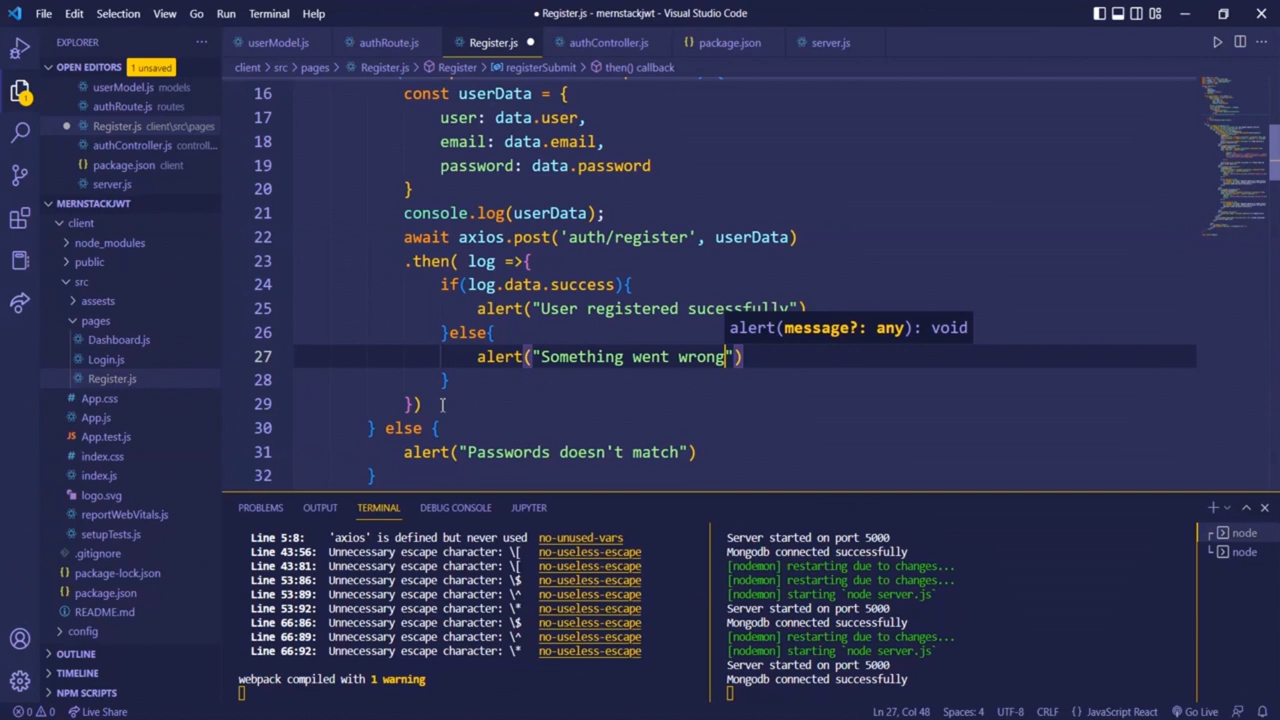 File Edit Selection View Go Run Terminal Help
● Register.js - mernstackjwt - Visual Studio Code
EXPLORER ...
userModel.js
authRoute.js
Register.js ●
authController.js
package.json
server.js
OPEN EDITORS 1 unsaved
userModel.js models
authRoute.js routes
● Register.js client\src\pages
authController.js controll...
package.json client
server.js
client > src > pages > Register.js > Register > registerSubmit > then() callback
MERNSTACKJWT
client
node_modules
public
src
assests
pages
Dashboard.js
Login.js
Register.js
App.css
App.js
App.test.js
index.css
index.js
logo.svg
reportWebVitals.js
setupTests.js
.gitignore
package-lock.json
package.json
README.md
config
OUTLINE
TIMELINE
NPM SCRIPTS
16 const userData = {
17 user: data.user,
18 email: data.email,
19 password: data.password
20 }
21 console.log(userData);
22 await axios.post('auth/register', userData)
23 .then( log =>{
24 if(log.data.success){
25 alert("User registered sucessfully")
26 }else{
alert(message?: any): void
27 alert("Something went wrong")
28 }
29 })
30 } else {
31 alert("Passwords doesn't match")
32 }
PROBLEMS OUTPUT TERMINAL DEBUG CONSOLE JUPYTER
Line 5:8: 'axios' is defined but never used no-unused-vars
Line 43:56: Unnecessary escape character: \[ no-useless-escape
Line 43:81: Unnecessary escape character: \[ no-useless-escape
Line 53:86: Unnecessary escape character: \$ no-useless-escape
Line 53:89: Unnecessary escape character: \^ no-useless-escape
Line 53:92: Unnecessary escape character: \* no-useless-escape
Line 66:86: Unnecessary escape character: \$ no-useless-escape
Line 66:89: Unnecessary escape character: \^ no-useless-escape
Line 66:92: Unnecessary escape character: \* no-useless-escape
webpack compiled with 1 warning
Server started on port 5000
Mongodb connected successfully
[nodemon] restarting due to changes...
[nodemon] starting `node server.js`
Server started on port 5000
Mongodb connected successfully
[nodemon] restarting due to changes...
[nodemon] starting `node server.js`
Server started on port 5000
Mongodb connected successfully
node
node
1
0 0 Live Share
Ln 27, Col 48 Spaces: 4 UTF-8 CRLF {} JavaScript React Go Live